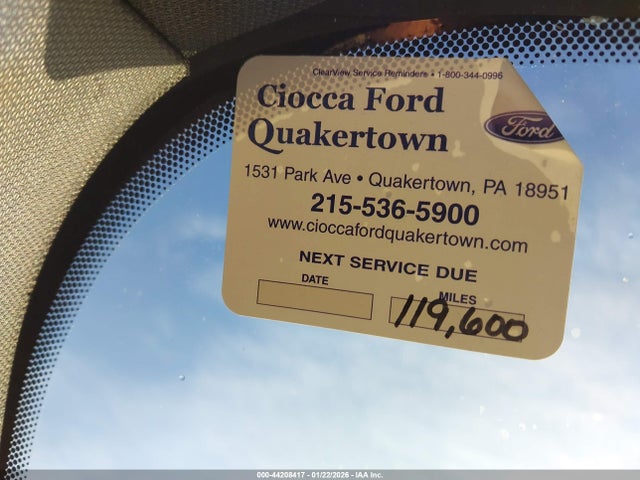 ClearView Service Reminders • 1-800-344-0996
Ciocca Ford
Quakertown
Ford
1531 Park Ave • Quakertown, PA 18951
215-536-5900
www.cioccafordquakertown.com
NEXT SERVICE DUE
DATE
MILES
119,600
000-44208417 - 01/22/2026 - IAA Inc.